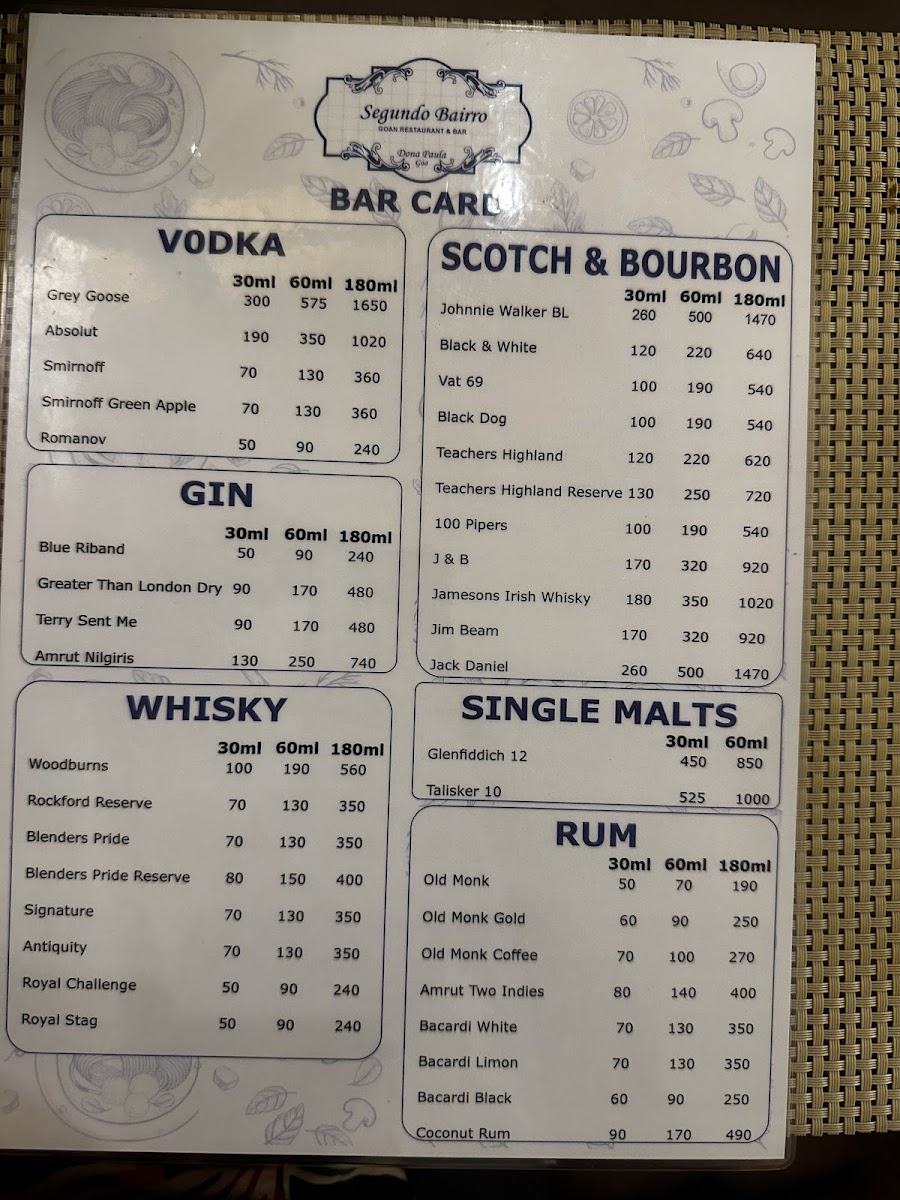 Segundo Bairro
GOAN RESTAURANT & BAR
Dona Paula
Goa
BAR CARD
VODKA
30ml 60ml 180ml
Grey Goose 300 575 1650
Absolut 190 350 1020
Smirnoff 70 130 360
Smirnoff Green Apple 70 130 360
Romanov 50 90 240
GIN
30ml 60ml 180ml
Blue Riband 50 90 240
Greater Than London Dry 90 170 480
Terry Sent Me 90 170 480
Amrut Nilgiris 130 250 740
WHISKY
30ml 60ml 180ml
Woodburns 100 190 560
Rockford Reserve 70 130 350
Blenders Pride 70 130 350
Blenders Pride Reserve 80 150 400
Signature 70 130 350
Antiquity 70 130 350
Royal Challenge 50 90 240
Royal Stag 50 90 240
SCOTCH & BOURBON
30ml 60ml 180ml
Johnnie Walker BL 260 500 1470
Black & White 120 220 640
Vat 69 100 190 540
Black Dog 100 190 540
Teachers Highland 120 220 620
Teachers Highland Reserve 130 250 720
100 Pipers 100 190 540
J & B 170 320 920
Jamesons Irish Whisky 180 350 1020
Jim Beam 170 320 920
Jack Daniel 260 500 1470
SINGLE MALTS
30ml 60ml
Glenfiddich 12 450 850
Talisker 10 525 1000
RUM
30ml 60ml 180ml
Old Monk 50 70 190
Old Monk Gold 60 90 250
Old Monk Coffee 70 100 270
Amrut Two Indies 80 140 400
Bacardi White 70 130 350
Bacardi Limon 70 130 350
Bacardi Black 60 90 250
Coconut Rum 90 170 490